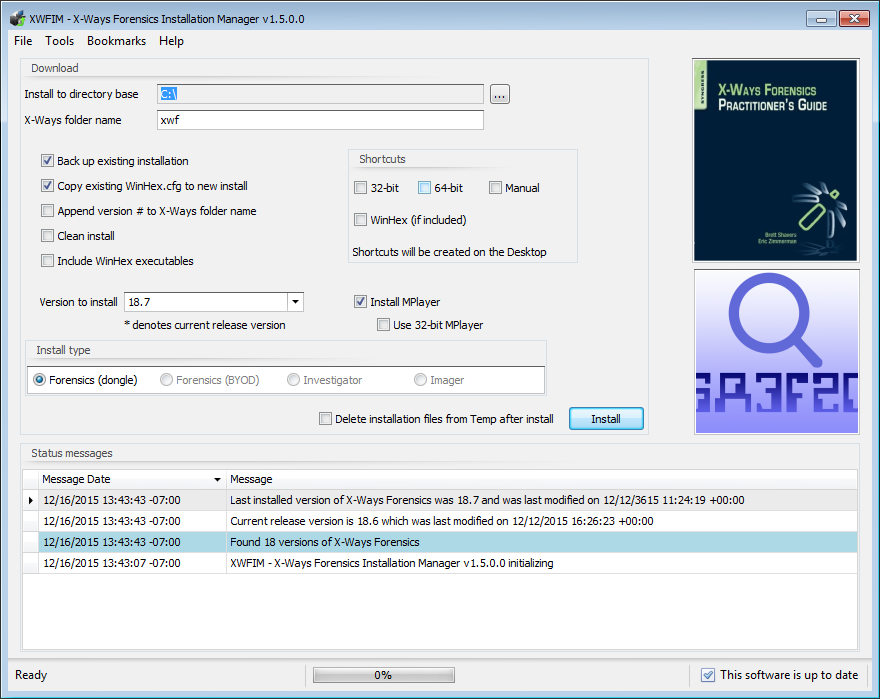 XWFIM - X-Ways Forensics Installation Manager v1.5.0.0
File Tools Bookmarks Help
Download
Install to directory base C:\ ...
X-Ways folder name xwf
Back up existing installation
Copy existing WinHex.cfg to new install
Append version # to X-Ways folder name
Clean install
Include WinHex executables
Shortcuts
32-bit 64-bit Manual
WinHex (if included)
Shortcuts will be created on the Desktop
Version to install 18.7
* denotes current release version
Install MPlayer
Use 32-bit MPlayer
Install type
Forensics (dongle) Forensics (BYOD) Investigator Imager
Delete installation files from Temp after install Install
SYNGRESS
X-Ways Forensics
Practitioner's Guide
Brett Shavers
Eric Zimmerman
Status messages
Message Date Message
12/16/2015 13:43:43 -07:00 Last installed version of X-Ways Forensics was 18.7 and was last modified on 12/12/3615 11:24:19 +00:00
12/16/2015 13:43:43 -07:00 Current release version is 18.6 which was last modified on 12/12/2015 16:26:23 +00:00
12/16/2015 13:43:43 -07:00 Found 18 versions of X-Ways Forensics
12/16/2015 13:43:07 -07:00 XWFIM - X-Ways Forensics Installation Manager v1.5.0.0 initializing
Ready 0% This software is up to date